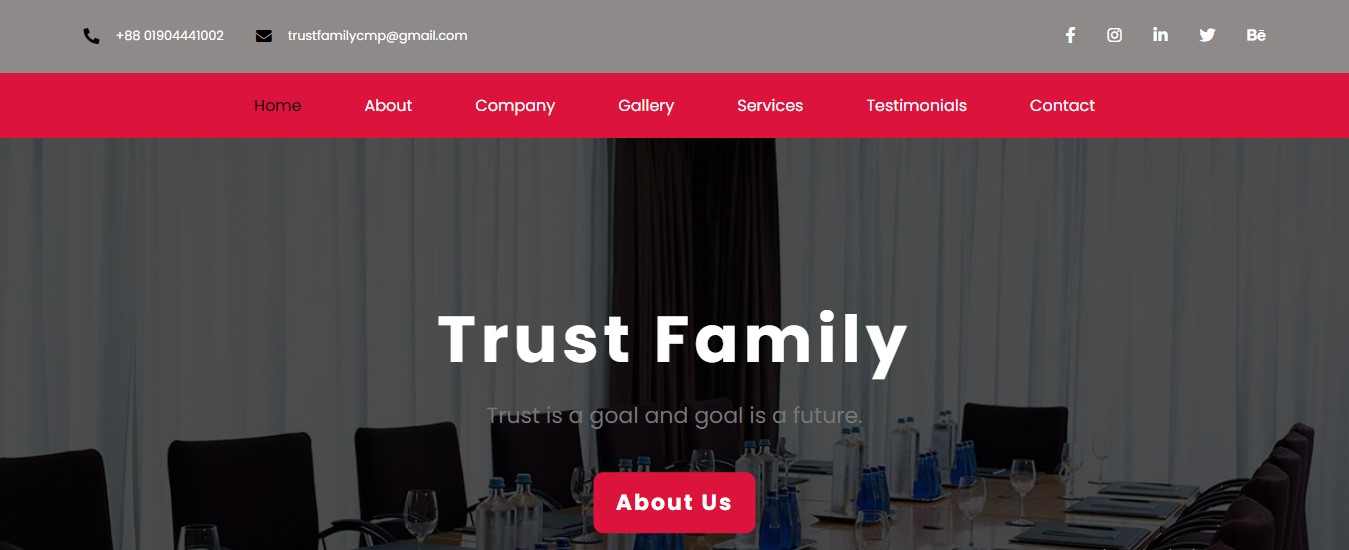 +88 01904441002 trustfamilycmp@gmail.com Bē
Home About Company Gallery Services Testimonials Contact
Trust Family
Trust is a goal and goal is a future.
About Us